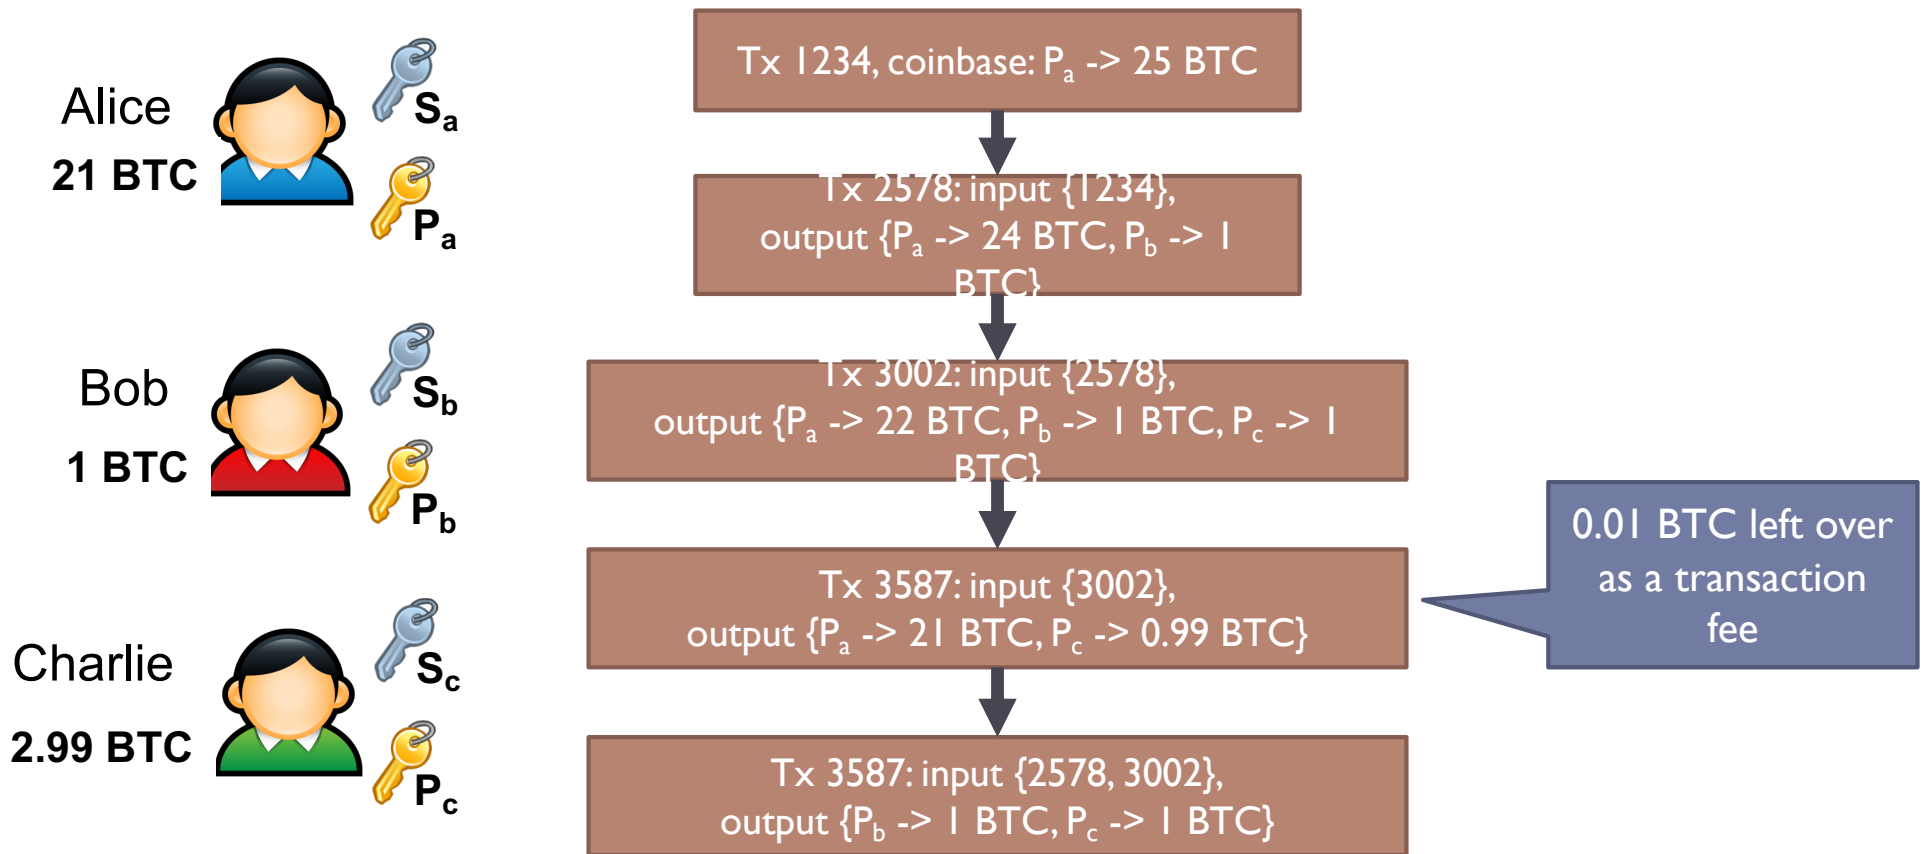 Alice
21 BTC
Sa
Pa
Bob
1 BTC
Sb
Pb
Charlie
2.99 BTC
Sc
Pc
Tx 1234, coinbase: Pa -> 25 BTC
Tx 2578: input {1234},
output {Pa -> 24 BTC, Pb -> 1
BTC}
Tx 3002: input {2578},
output {Pa -> 22 BTC, Pb -> 1 BTC, Pc -> 1
BTC}
Tx 3587: input {3002},
output {Pa -> 21 BTC, Pc -> 0.99 BTC}
Tx 3587: input {2578, 3002},
output {Pb -> 1 BTC, Pc -> 1 BTC}
0.01 BTC left over
as a transaction
fee